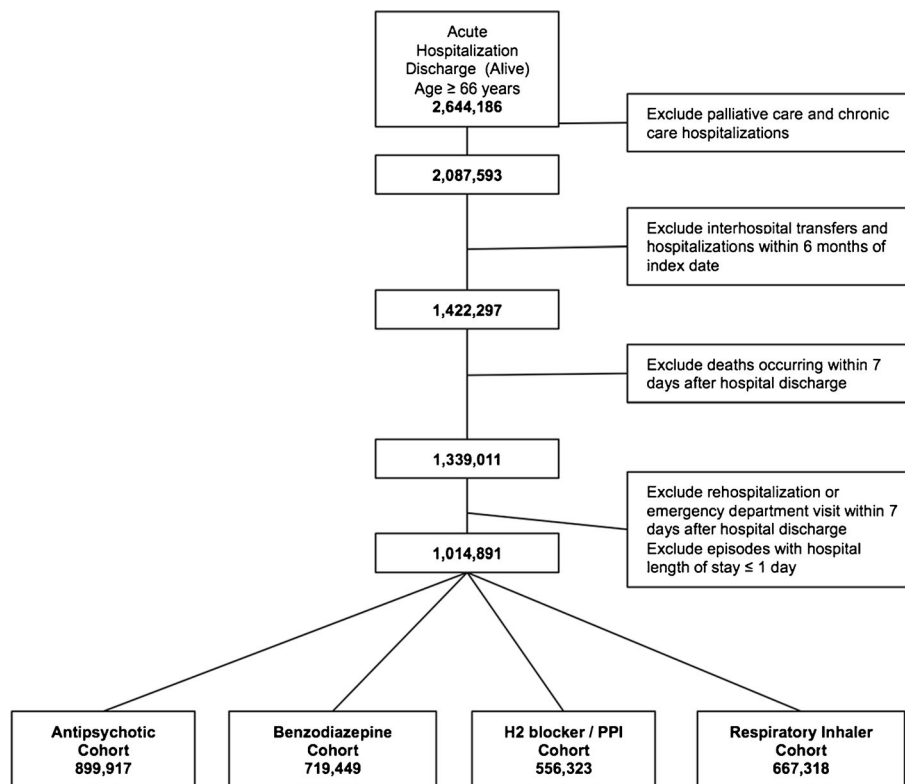 Acute
Hospitalization
Discharge (Alive)
Age ≥ 66 years
2,644,186
Exclude palliative care and chronic
care hospitalizations
2,087,593
Exclude interhospital transfers and
hospitalizations within 6 months of
index date
1,422,297
Exclude deaths occurring within 7
days after hospital discharge
1,339,011
Exclude rehospitalization or
emergency department visit within 7
days after hospital discharge
Exclude episodes with hospital
length of stay ≤ 1 day
1,014,891
Antipsychotic
Cohort
899,917
Benzodiazepine
Cohort
719,449
H2 blocker / PPI
Cohort
556,323
Respiratory Inhaler
Cohort
667,318